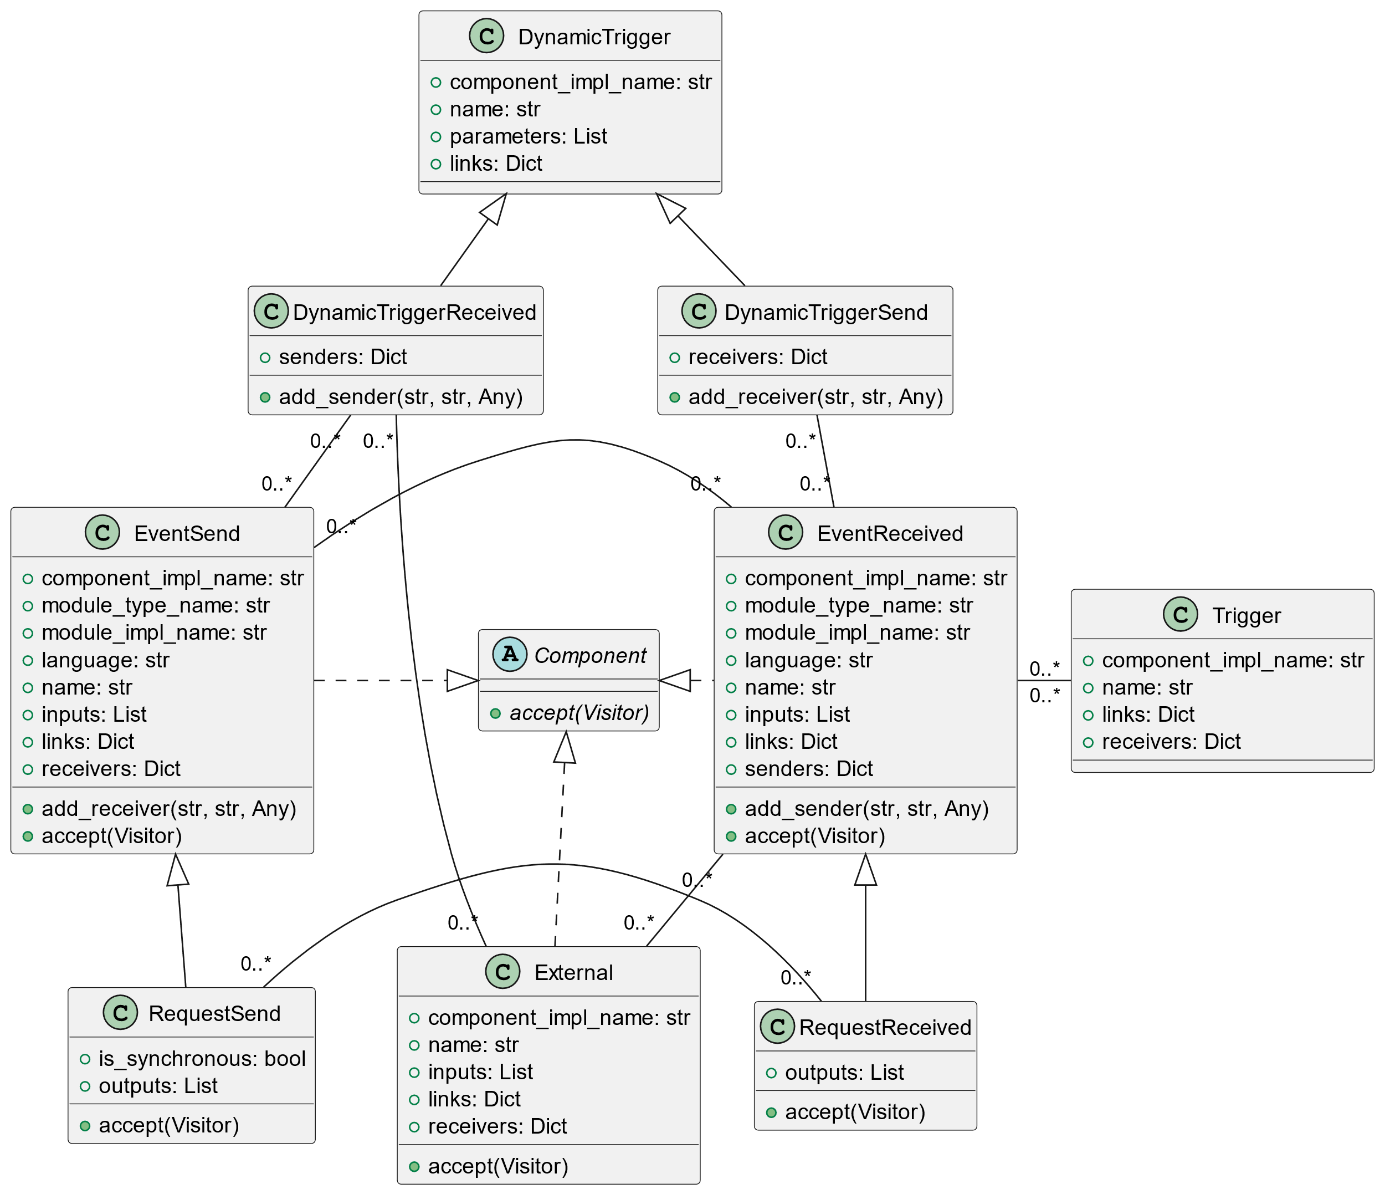 C DynamicTrigger
component_impl_name: str
name: str
parameters: List
links: Dict
C DynamicTriggerReceived
senders: Dict
add_sender(str, str, Any)
C DynamicTriggerSend
receivers: Dict
add_receiver(str, str, Any)
0..*
0..*
0..*
0..*
0..*
0..*
0..*
C EventSend
component_impl_name: str
module_type_name: str
module_impl_name: str
language: str
name: str
inputs: List
links: Dict
receivers: Dict
add_receiver(str, str, Any)
accept(Visitor)
0..*
A Component
accept(Visitor)
C EventReceived
component_impl_name: str
module_type_name: str
module_impl_name: str
language: str
name: str
inputs: List
links: Dict
senders: Dict
add_sender(str, str, Any)
accept(Visitor)
0..*
0..*
C Trigger
component_impl_name: str
name: str
links: Dict
receivers: Dict
0..*
0..*
0..*
0..*
0..*
C RequestSend
is_synchronous: bool
outputs: List
accept(Visitor)
C External
component_impl_name: str
name: str
inputs: List
links: Dict
receivers: Dict
accept(Visitor)
C RequestReceived
outputs: List
accept(Visitor)